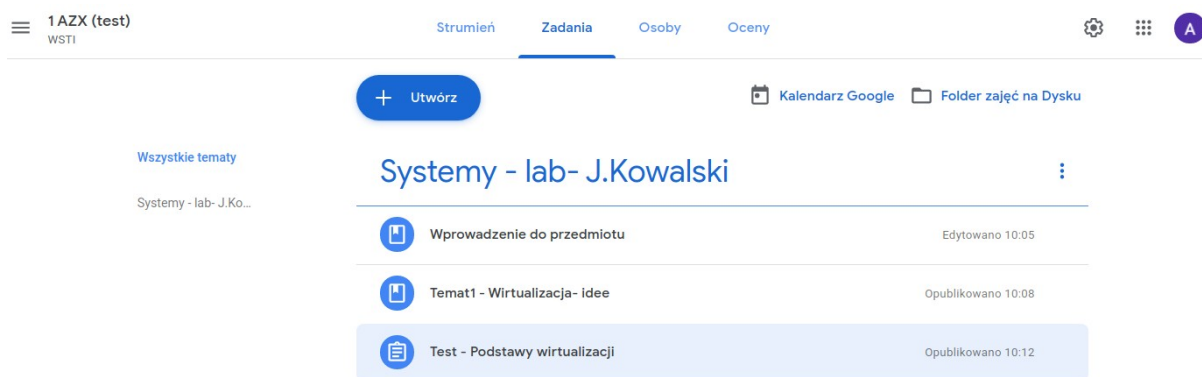 1 AZX (test)
WSTI
Strumień Zadania Osoby Oceny
A
Utwórz
Kalendarz Google Folder zajęć na Dysku
Wszystkie tematy
Systemy - lab- J.Ko...
Systemy - lab- J.Kowalski
Wprowadzenie do przedmiotu Edytowano 10:05
Temat1 - Wirtualizacja- idee Opublikowano 10:08
Test - Podstawy wirtualizacji Opublikowano 10:12